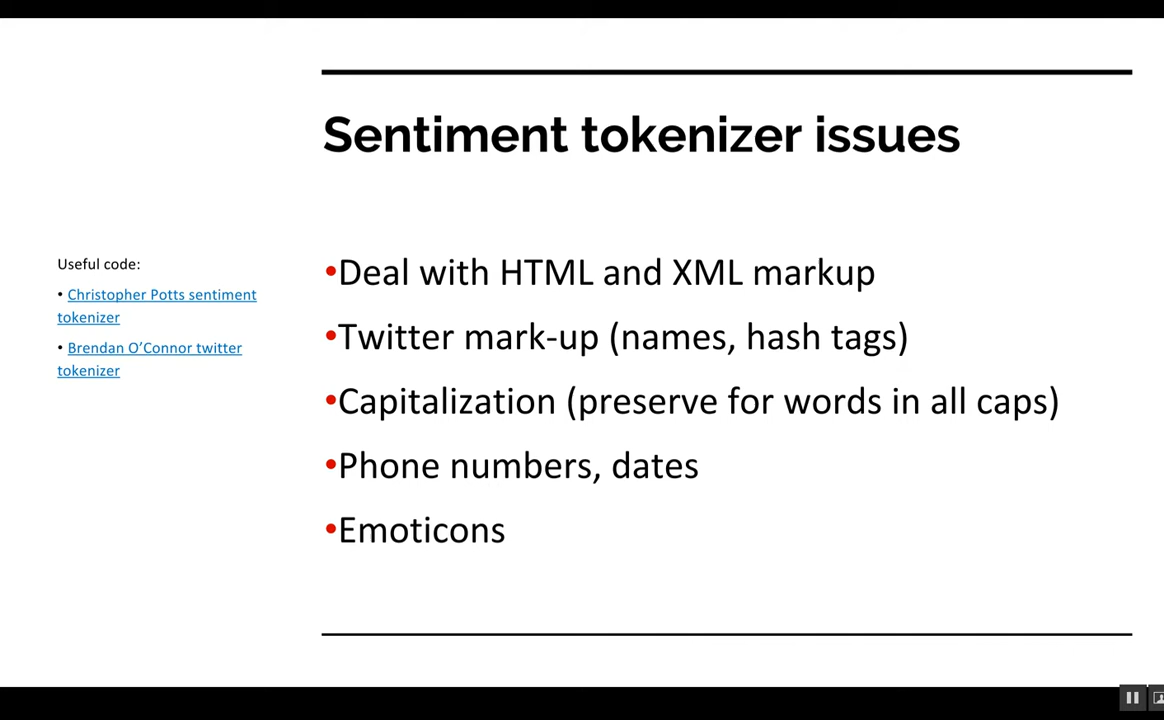 Sentiment tokenizer issues
Useful code:
• Christopher Potts sentiment
tokenizer
• Brendan O’Connor twitter
tokenizer
•Deal with HTML and XML markup
•Twitter mark-up (names, hash tags)
•Capitalization (preserve for words in all caps)
•Phone numbers, dates
•Emoticons